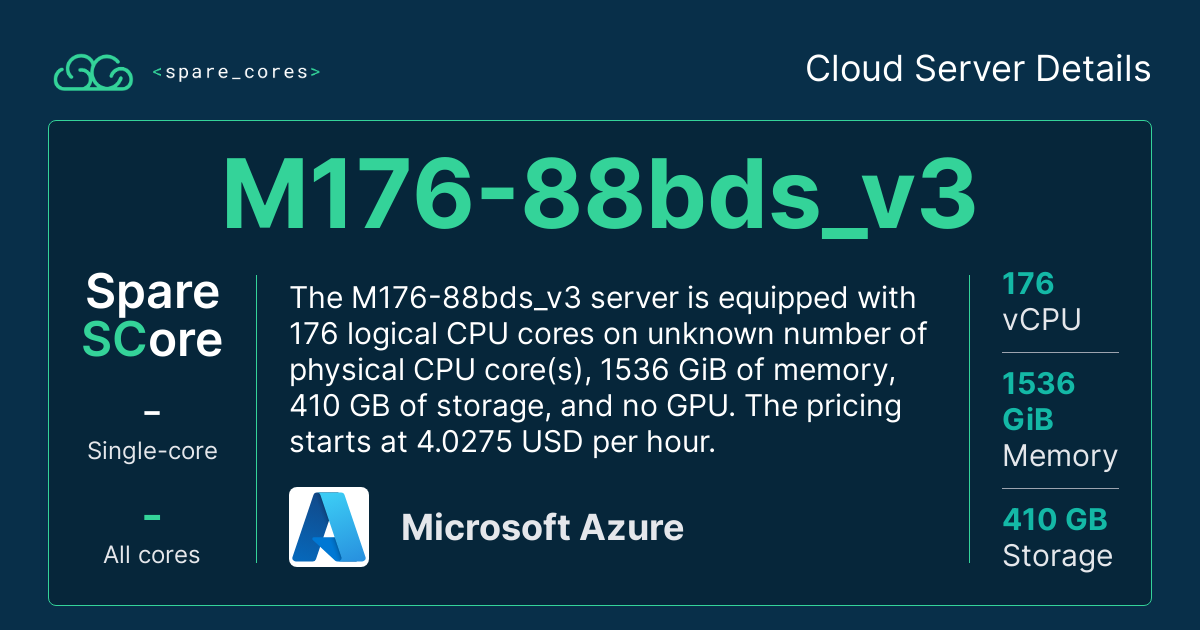 <spare_cores>
Cloud Server Details
M176-88bds_v3
Spare
SCore
-
Single-core
-
All cores
The M176-88bds_v3 server is equipped with
176 logical CPU cores on unknown number of
physical CPU core(s), 1536 GiB of memory,
410 GB of storage, and no GPU. The pricing
starts at 4.0275 USD per hour.
Microsoft Azure
176
vCPU
1536
GiB
Memory
410 GB
Storage